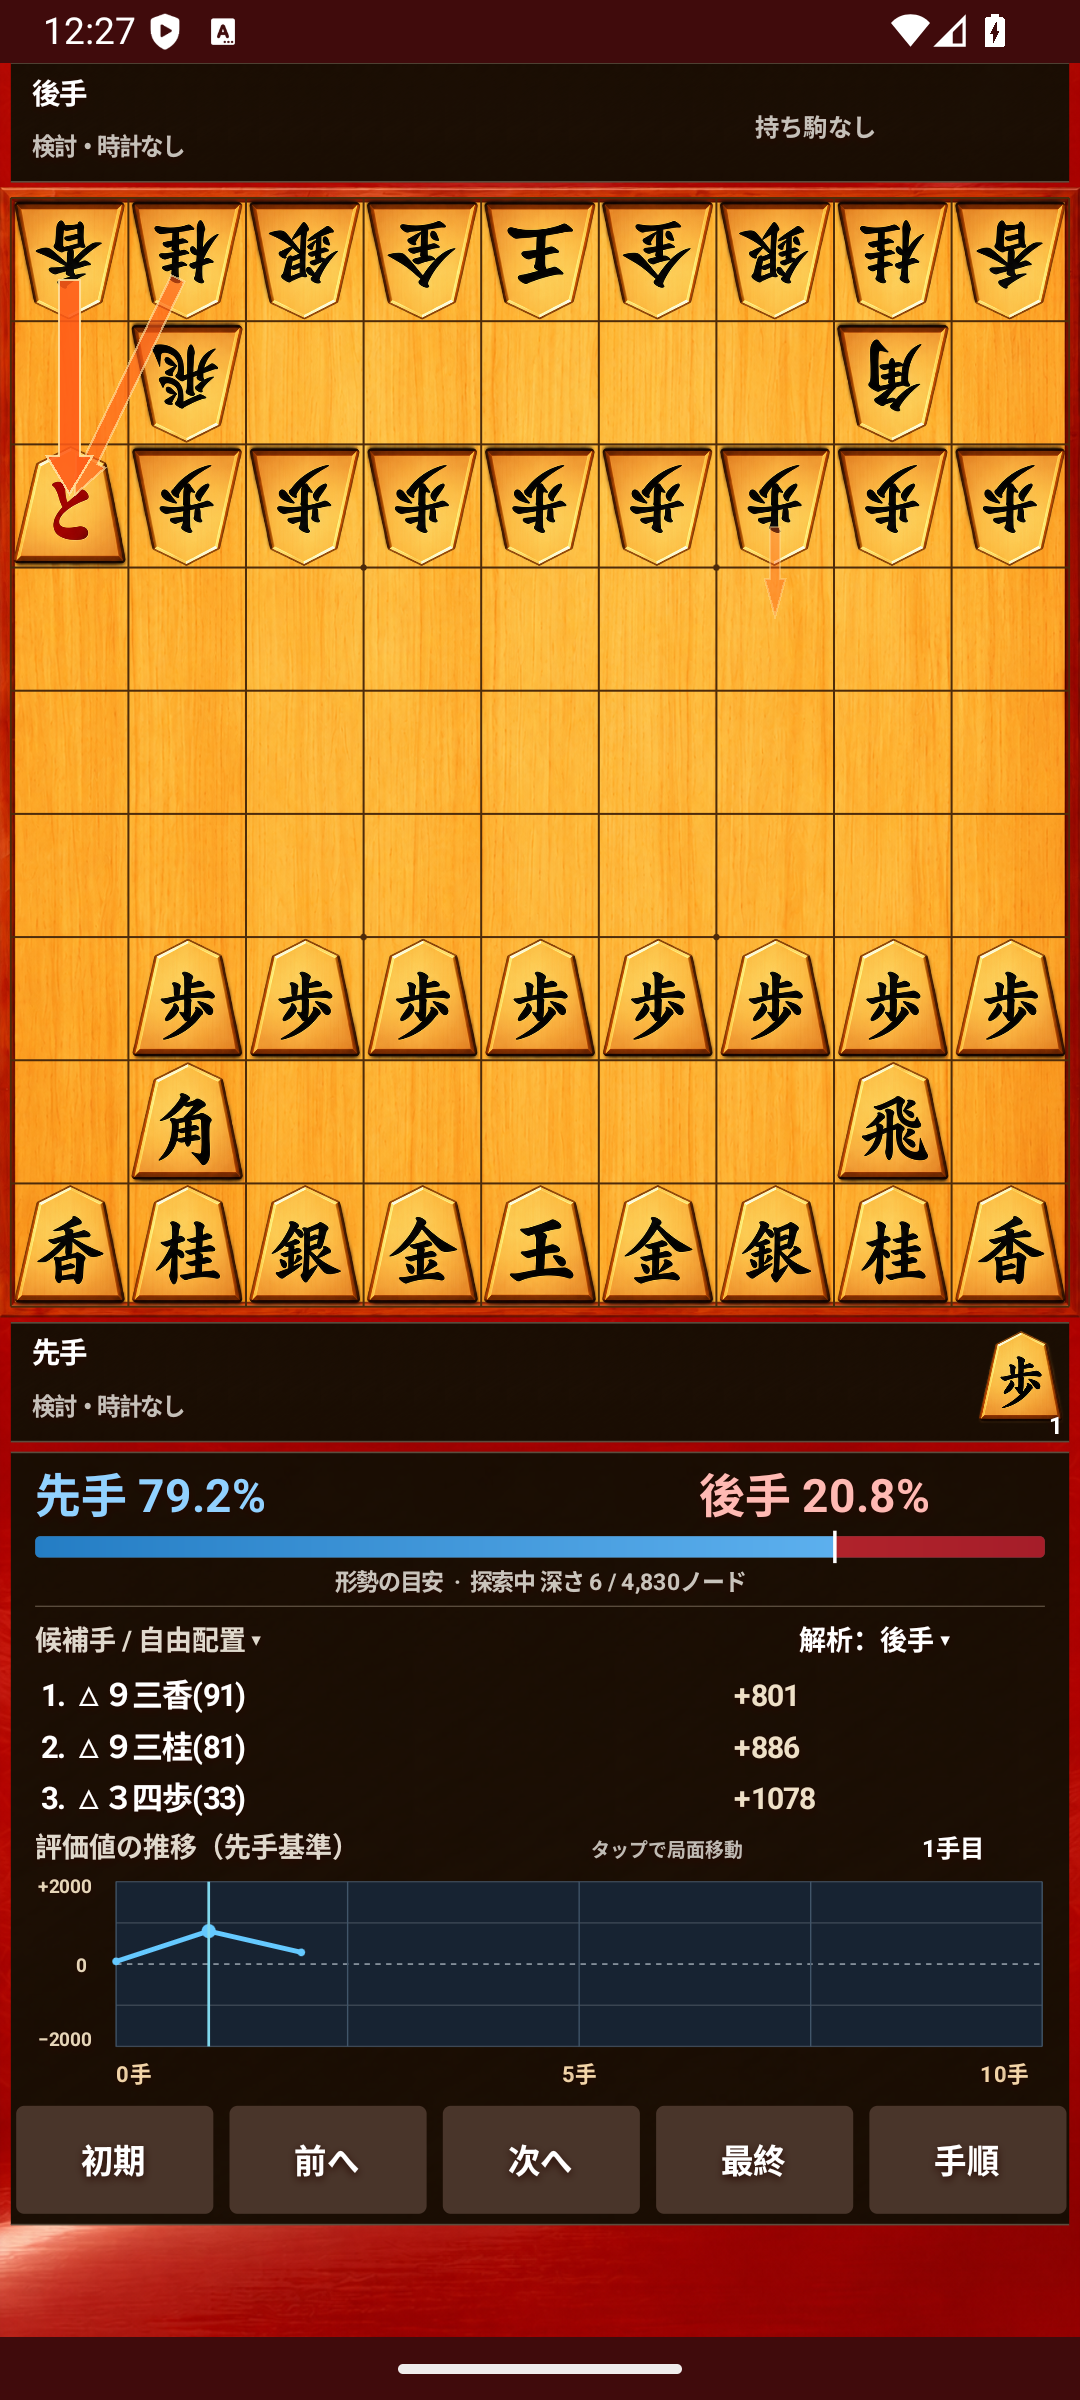 12:27
後手
検討・時計なし
持ち駒なし
香 桂 銀 金 王 金 銀 桂 香
飛 角
と 歩 歩 歩 歩 歩 歩 歩 歩
歩 歩 歩 歩 歩 歩 歩 歩
角 飛
香 桂 銀 金 玉 金 銀 桂 香
先手
検討・時計なし
歩
1
先手 79.2%
後手 20.8%
形勢の目安 · 探索中 深さ 6 / 4,830ノード
候補手 / 自由配置 ▾
解析: 後手 ▾
1. △９三香(91) +801
2. △９三桂(81) +886
3. △３四歩(33) +1078
評価値の推移（先手基準）
タップで局面移動
1手目
+2000
0
−2000
0手 5手 10手
初期 前へ 次へ 最終 手順